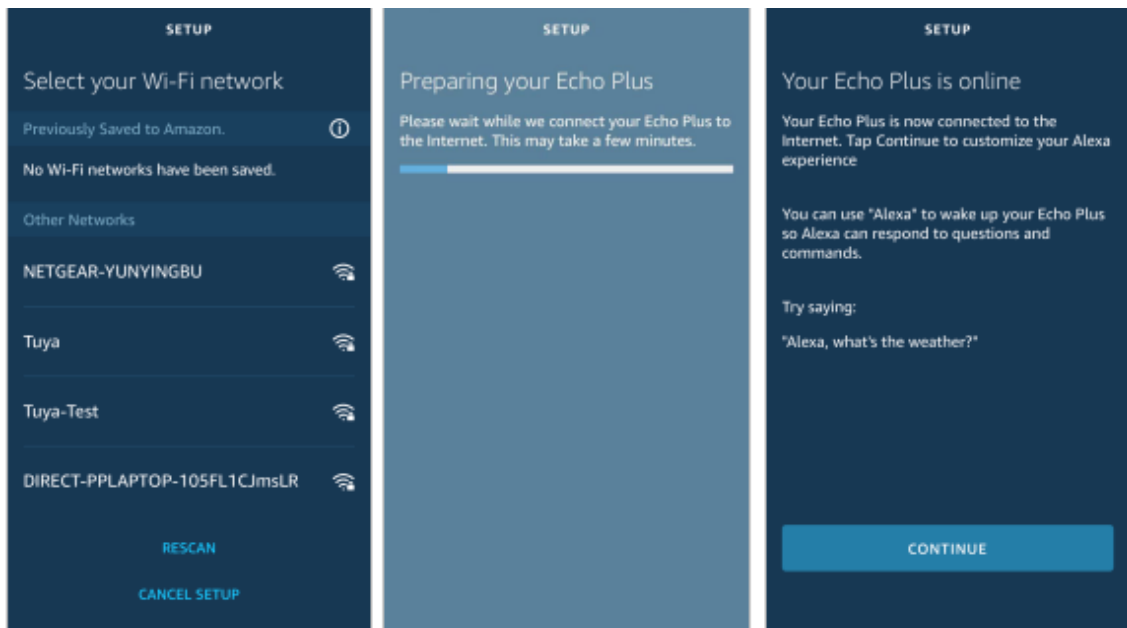 SETUP
Select your Wi-Fi network
Previously Saved to Amazon.
No Wi-Fi networks have been saved.
Other Networks
NETGEAR-YUNYINGBU
Tuya
Tuya-Test
DIRECT-PPLAPTOP-105FL1CJmsLR
RESCAN
CANCEL SETUP
SETUP
Preparing your Echo Plus
Please wait while we connect your Echo Plus to
the Internet. This may take a few minutes.
SETUP
Your Echo Plus is online
Your Echo Plus is now connected to the
Internet. Tap Continue to customize your Alexa
experience
You can use "Alexa" to wake up your Echo Plus
so Alexa can respond to questions and
commands.
Try saying:
"Alexa, what's the weather?"
CONTINUE